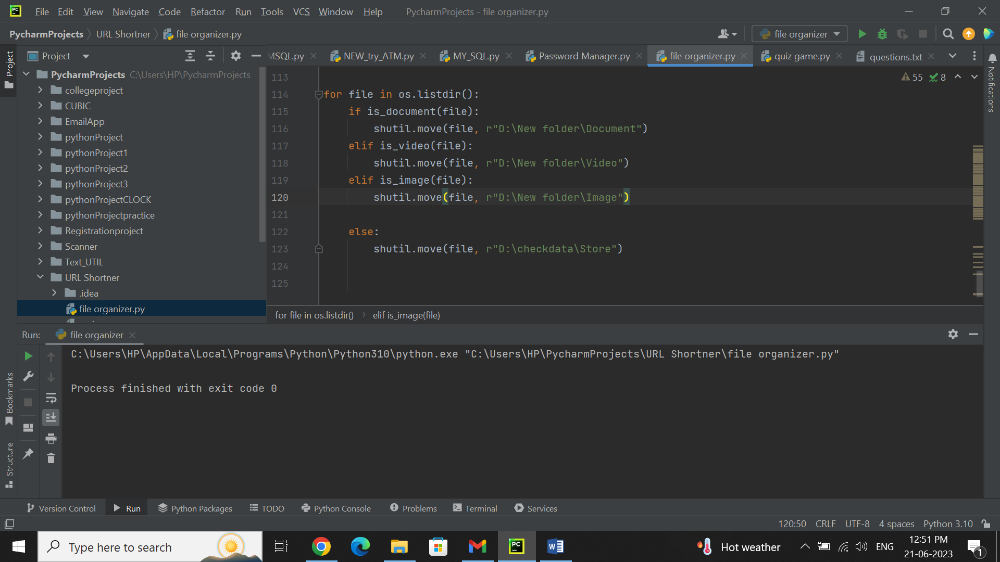 PC File Edit View Navigate Code Refactor Run Tools VCS Window Help PycharmProjects - file organizer.py
PycharmProjects URL Shortner file organizer.py file organizer
Project
Project
MSQL.py NEW_try_ATM.py MY_SQL.py Password Manager.py file organizer.py quiz game.py questions.txt
Notifications
PycharmProjects C:\Users\HP\PycharmProjects
collegeproject
CUBIC
EmailApp
pythonProject
pythonProject1
pythonProject2
pythonProject3
pythonProjectCLOCK
pythonProjectpractice
Registrationproject
Scanner
Text_UTIL
URL Shortner
.idea
file organizer.py
55 8
113
114 for file in os.listdir():
115     if is_document(file):
116         shutil.move(file, r"D:\New folder\Document")
117     elif is_video(file):
118         shutil.move(file, r"D:\New folder\Video")
119     elif is_image(file):
120         shutil.move(file, r"D:\New folder\Image")
121
122     else:
123         shutil.move(file, r"D:\checkdata\Store")
124
125
for file in os.listdir() elif is_image(file)
Run: file organizer
C:\Users\HP\AppData\Local\Programs\Python\Python310\python.exe "C:\Users\HP\PycharmProjects\URL Shortner\file organizer.py"
Process finished with exit code 0
Bookmarks
Structure
Version Control Run Python Packages TODO Python Console Problems Terminal Services
120:50 CRLF UTF-8 4 spaces Python 3.10
Type here to search PC W Hot weather ENG 12:51 PM
21-06-2023 1